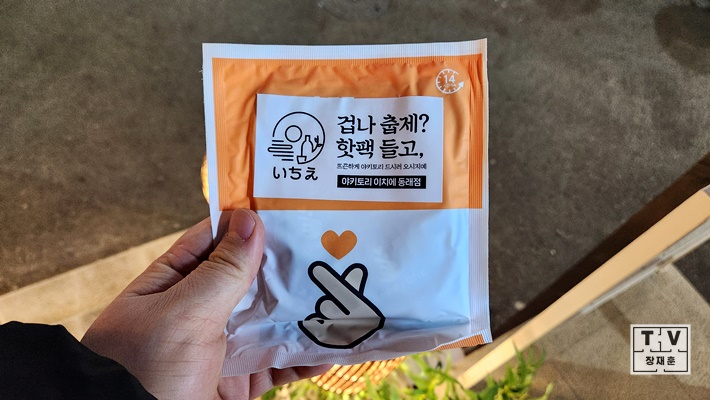 14
겁나 춥제?
핫팩 들고,
뜨끈하게 야키토리 드시러 오시지예
야키토리 이치에 동래점
いちえ
TV
장재훈